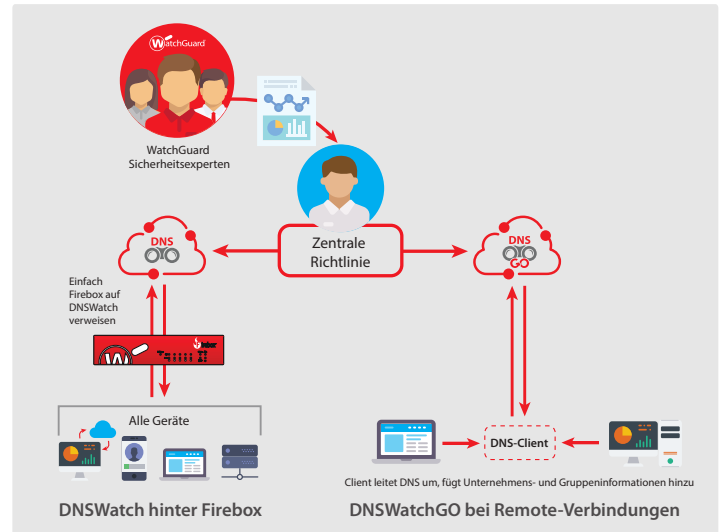 WatchGuard
WatchGuard
Sicherheitsexperten
Zentrale
Richtlinie
DNS
DNS
GO
Einfach
Firebox auf
DNSWatch
verweisen
Firebox
Alle Geräte
DNS-Client
Client leitet DNS um, fügt Unternehmens- und Gruppeninformationen hinzu
DNSWatch hinter Firebox
DNSWatchGO bei Remote-Verbindungen